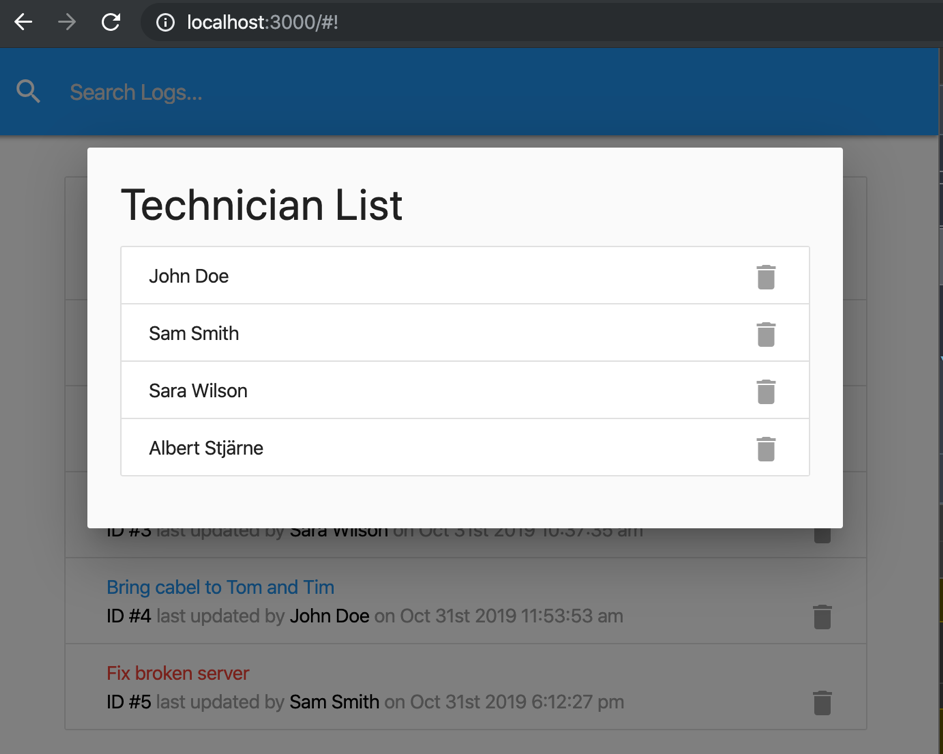 localhost:3000/#!
Search Logs...
Technician List
John Doe
Sam Smith
Sara Wilson
Albert Stjärne
ID #3 last updated by Sara Wilson on Oct 31st 2019 10:37:35 am
Bring cabel to Tom and Tim
ID #4 last updated by John Doe on Oct 31st 2019 11:53:53 am
Fix broken server
ID #5 last updated by Sam Smith on Oct 31st 2019 6:12:27 pm